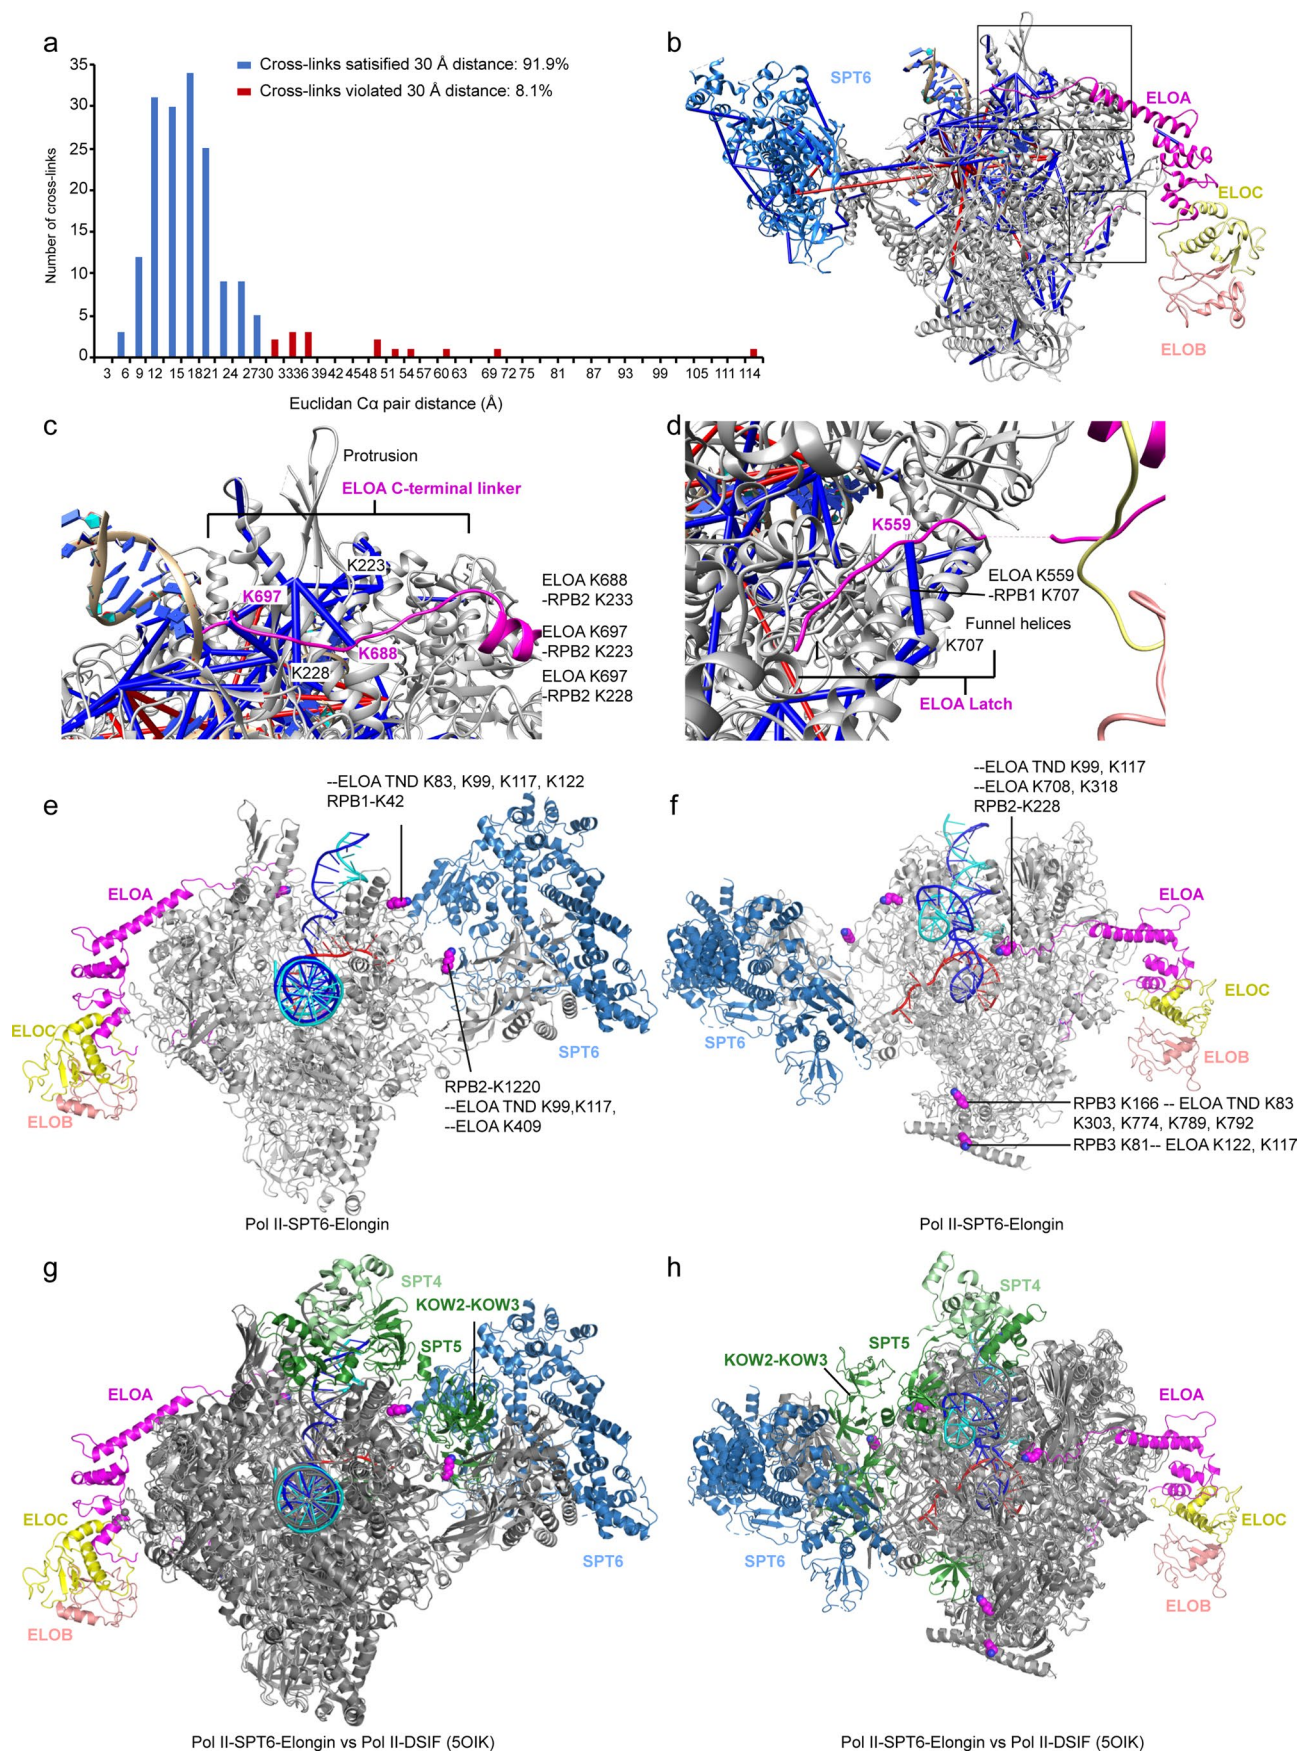 a
Cross-links satisified 30 Å distance: 91.9%
Cross-links violated 30 Å distance: 8.1%
Number of cross-links
35
30
25
20
15
10
5
0
3 6 9 12 15 1821 24 2730 3336 39 42 4548 51 54 57 60 63 69 72 75 81 87 93 99 105 111 114
Euclidan Cα pair distance (Å)
b
SPT6
ELOA
ELOC
ELOB
c
Protrusion
ELOA C-terminal linker
K223
K697
K688
K228
ELOA K688
-RPB2 K233
ELOA K697
-RPB2 K223
ELOA K697
-RPB2 K228
d
K559
ELOA K559
-RPB1 K707
Funnel helices
K707
ELOA Latch
e
--ELOA TND K83, K99, K117, K122
RPB1-K42
ELOA
ELOC
ELOB
SPT6
RPB2-K1220
--ELOA TND K99,K117,
--ELOA K409
Pol II-SPT6-Elongin
f
--ELOA TND K99, K117
--ELOA K708, K318
RPB2-K228
ELOA
ELOC
ELOB
SPT6
RPB3 K166 -- ELOA TND K83
K303, K774, K789, K792
RPB3 K81-- ELOA K122, K117
Pol II-SPT6-Elongin
g
SPT4
KOW2-KOW3
SPT5
ELOA
ELOC
ELOB
SPT6
Pol II-SPT6-Elongin vs Pol II-DSIF (5OIK)
h
SPT4
SPT5
KOW2-KOW3
ELOA
ELOC
ELOB
SPT6
Pol II-SPT6-Elongin vs Pol II-DSIF (5OIK)